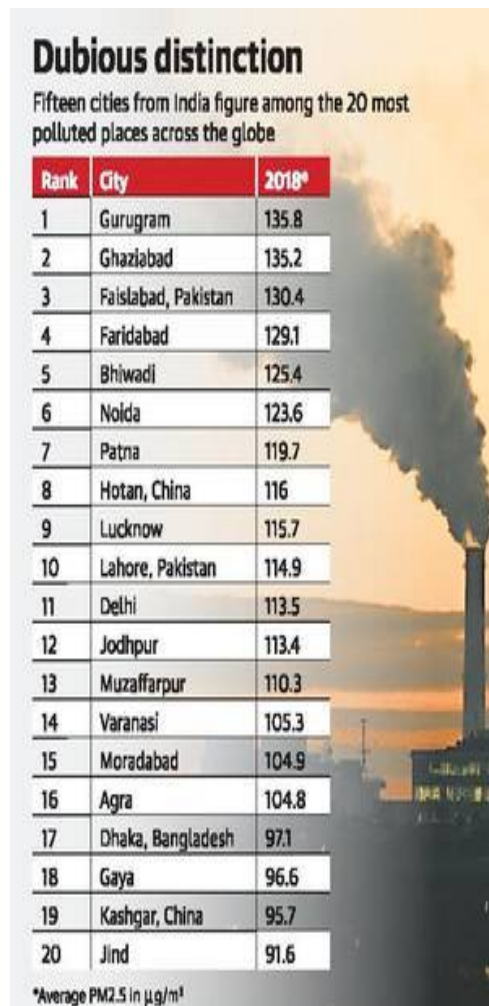 Dubious distinction
Fifteen cities from India figure among the 20 most
polluted places across the globe
Rank City 2018*
1 Gurugram 135.8
2 Ghaziabad 135.2
3 Faislabad, Pakistan 130.4
4 Faridabad 129.1
5 Bhiwadi 125.4
6 Noida 123.6
7 Patna 119.7
8 Hotan, China 116
9 Lucknow 115.7
10 Lahore, Pakistan 114.9
11 Delhi 113.5
12 Jodhpur 113.4
13 Muzaffarpur 110.3
14 Varanasi 105.3
15 Moradabad 104.9
16 Agra 104.8
17 Dhaka, Bangladesh 97.1
18 Gaya 96.6
19 Kashgar, China 95.7
20 Jind 91.6
*Average PM2.5 in µg/m³